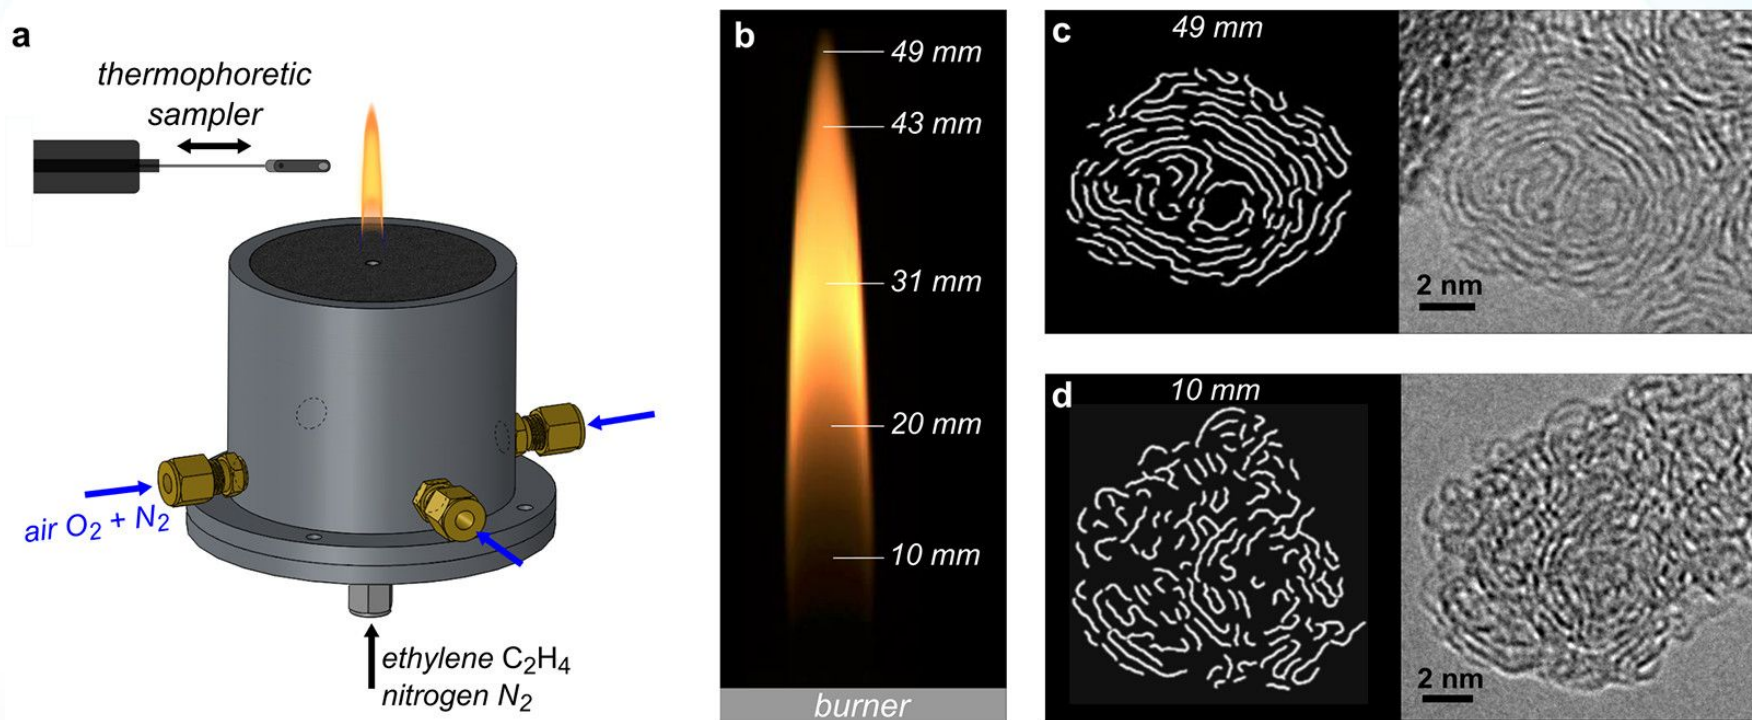 a
thermophoretic
sampler
air O₂ + N₂
ethylene C₂H₄
nitrogen N₂
b
49 mm
43 mm
31 mm
20 mm
10 mm
burner
c
49 mm
2 nm
d
10 mm
2 nm